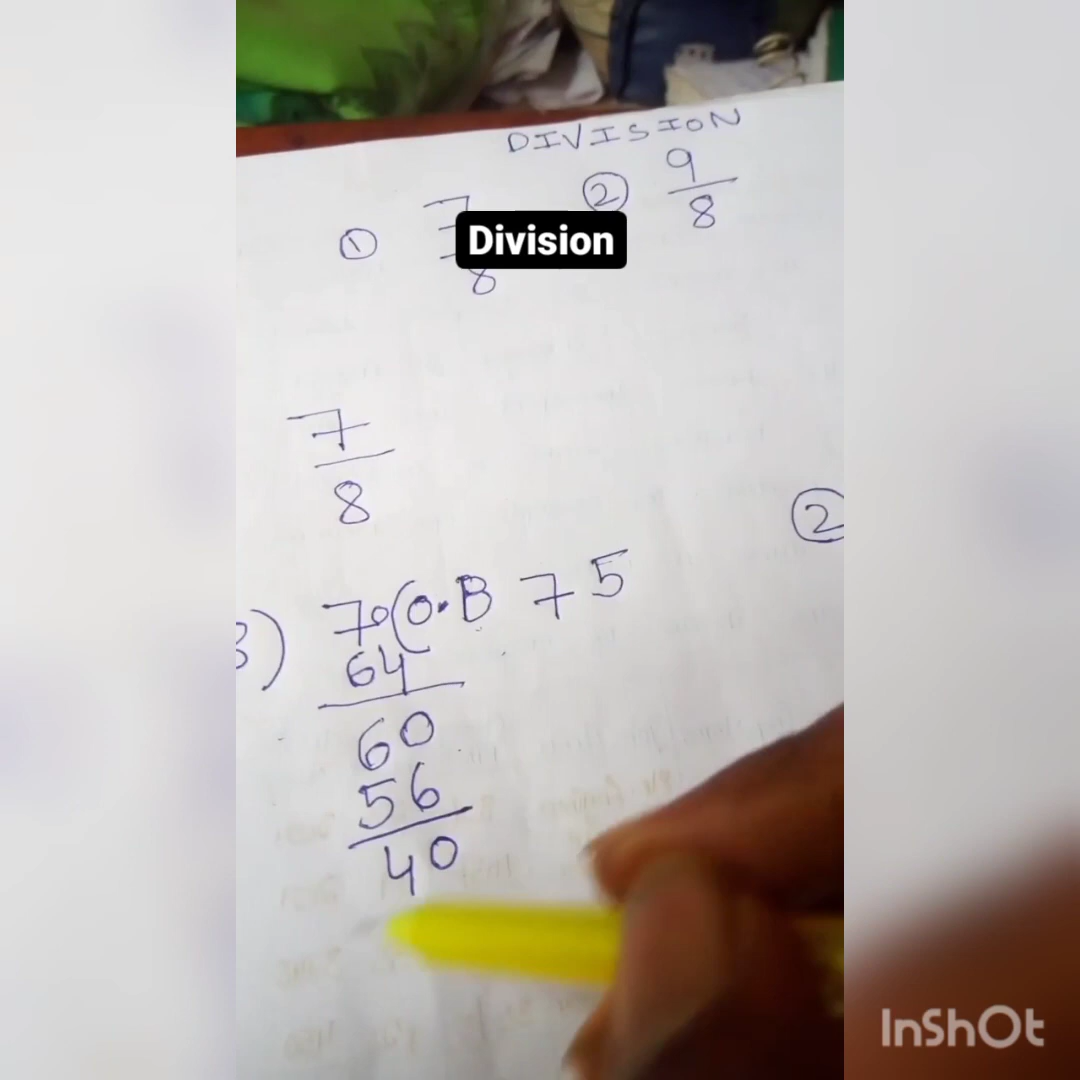 DIVISION
① 7/8 ② 9/8
Division
7
8
②
8) 70(0.875
64
60
56
40
InShOt